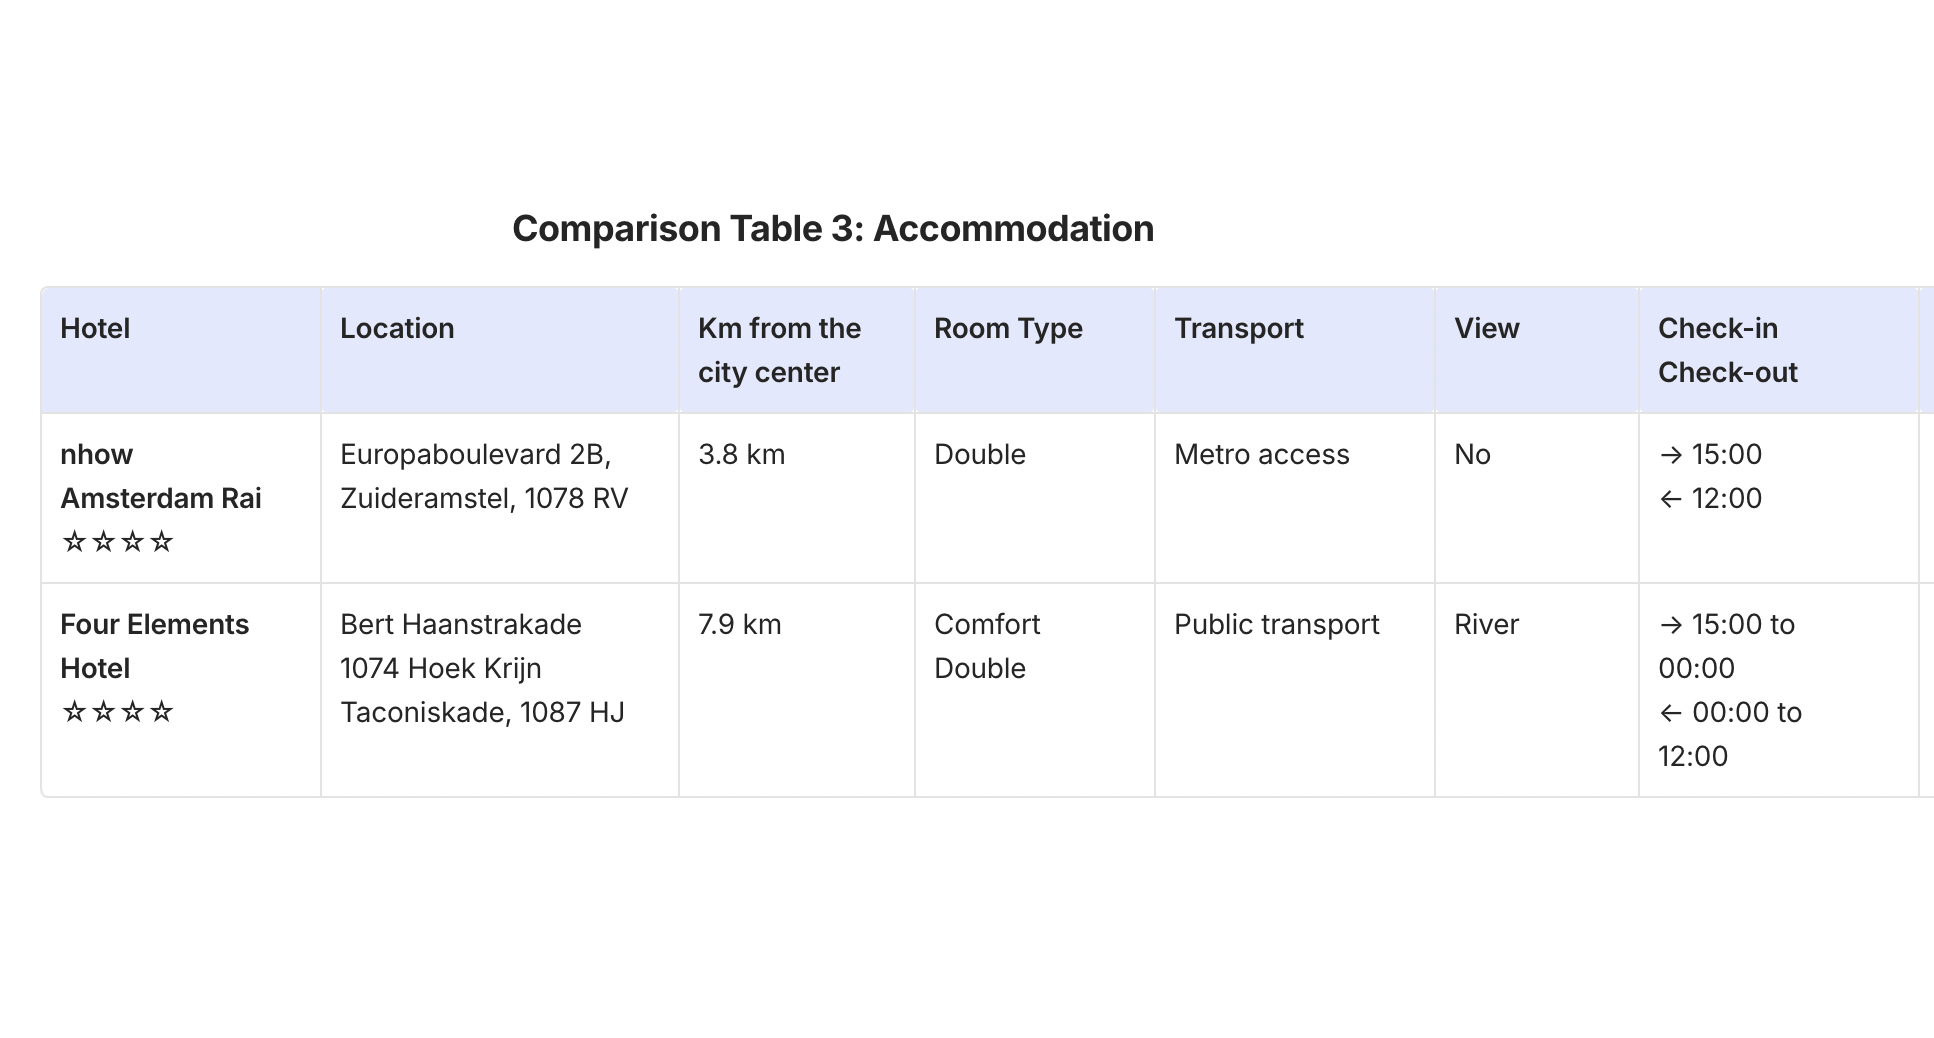 Comparison Table 3: Accommodation
Hotel
Location
Km from the
city center
Room Type
Transport
View
Check-in
Check-out
nhow
Amsterdam Rai
☆☆☆☆
Europaboulevard 2B,
Zuideramstel, 1078 RV
3.8 km
Double
Metro access
No
→ 15:00
← 12:00
Four Elements
Hotel
☆☆☆☆
Bert Haanstrakade
1074 Hoek Krijn
Taconiskade, 1087 HJ
7.9 km
Comfort
Double
Public transport
River
→ 15:00 to
00:00
← 00:00 to
12:00